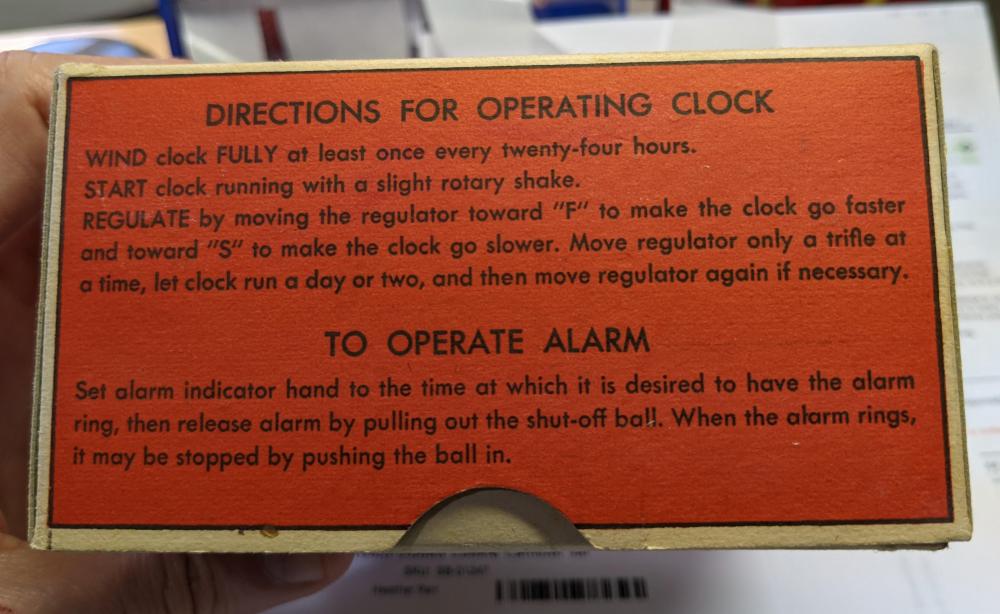 DIRECTIONS FOR OPERATING CLOCK
WIND clock FULLY at least once every twenty-four hours.
START clock running with a slight rotary shake.
REGULATE by moving the regulator toward "F" to make the clock go faster
and toward "S" to make the clock go slower. Move regulator only a trifle at
a time, let clock run a day or two, and then move regulator again if necessary.
TO OPERATE ALARM
Set alarm indicator hand to the time at which it is desired to have the alarm
ring, then release alarm by pulling out the shut-off ball. When the alarm rings,
it may be stopped by pushing the ball in.